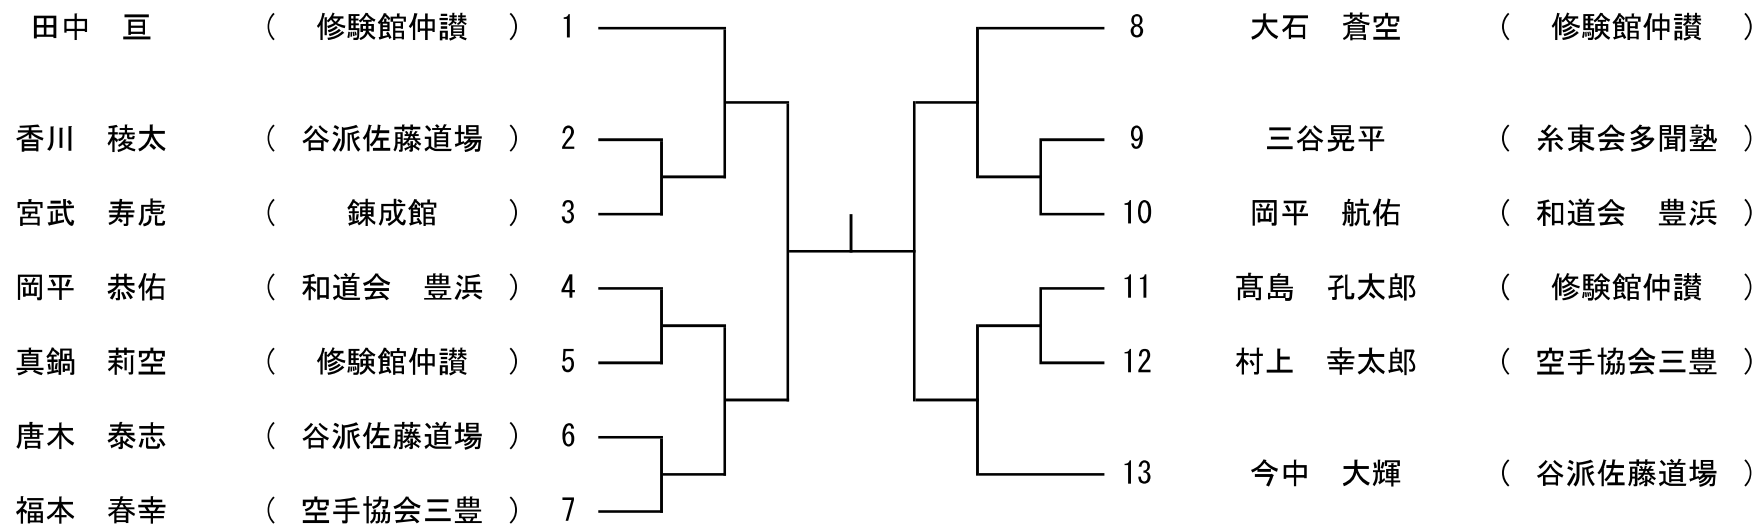 田中　亘　（　修験館仲讃　）　1
香川　稜太　（　谷派佐藤道場　）　2
宮武　寿虎　（　錬成館　）　3
岡平　恭佑　（　和道会　豊浜　）　4
真鍋　莉空　（　修験館仲讃　）　5
唐木　泰志　（　谷派佐藤道場　）　6
福本　春幸　（　空手協会三豊　）　7
8　大石　蒼空　（　修験館仲讃　）
9　三谷晃平　（　糸東会多聞塾　）
10　岡平　航佑　（　和道会　豊浜　）
11　髙島　孔太郎　（　修験館仲讃　）
12　村上　幸太郎　（　空手協会三豊　）
13　今中　大輝　（　谷派佐藤道場　）